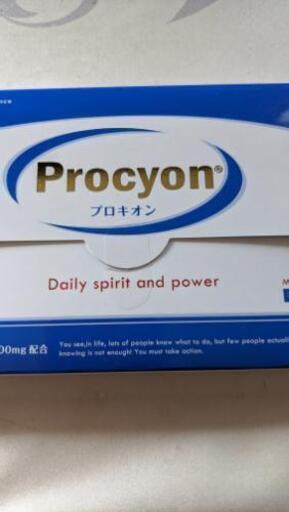 Procyon®
プロキオン
Daily spirit and power
00mg 配合
You see,in life, lots of people know what to do, but few people actually
knowing is not enough! You must take action.